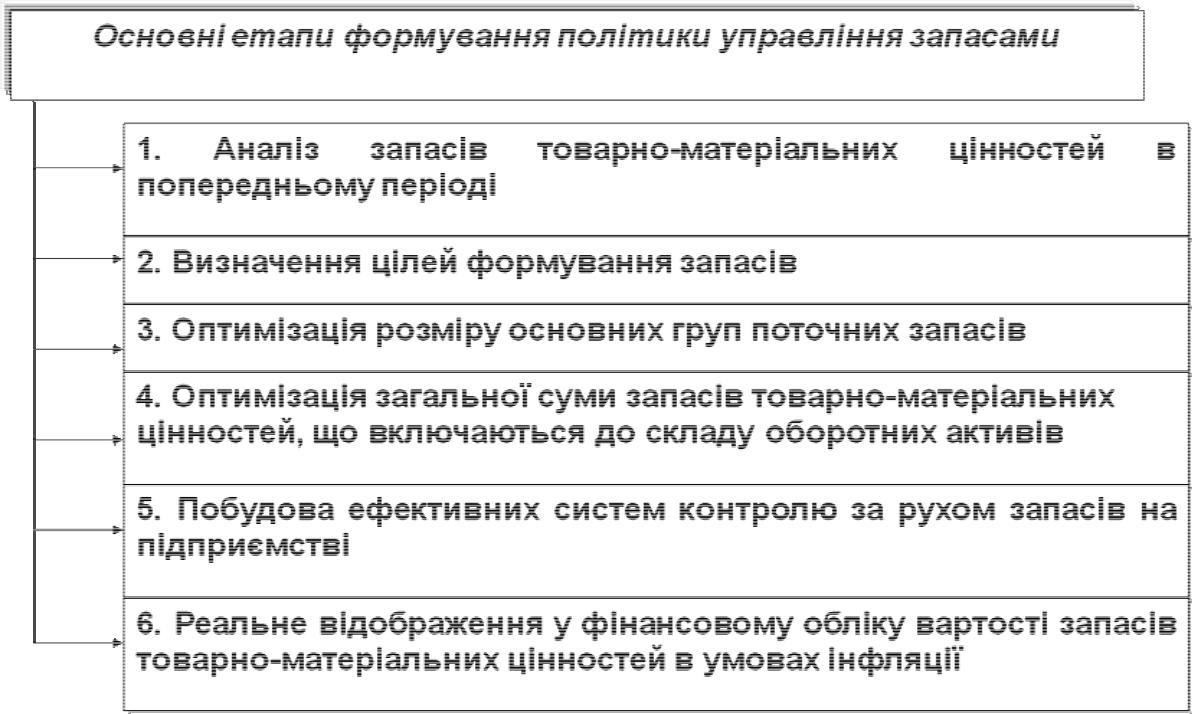 Основні етапи формування політики управління запасами
1. Аналіз запасів товарно-матеріальних цінностей в
попередньому періоді
2. Визначення цілей формування запасів
3. Оптимізація розміру основних груп поточних запасів
4. Оптимізація загальної суми запасів товарно-матеріальних
цінностей, що включаються до складу оборотних активів
5. Побудова ефективних систем контролю за рухом запасів на
підприємстві
6. Реальне відображення у фінансовому обліку вартості запасів
товарно-матеріальних цінностей в умовах інфляції